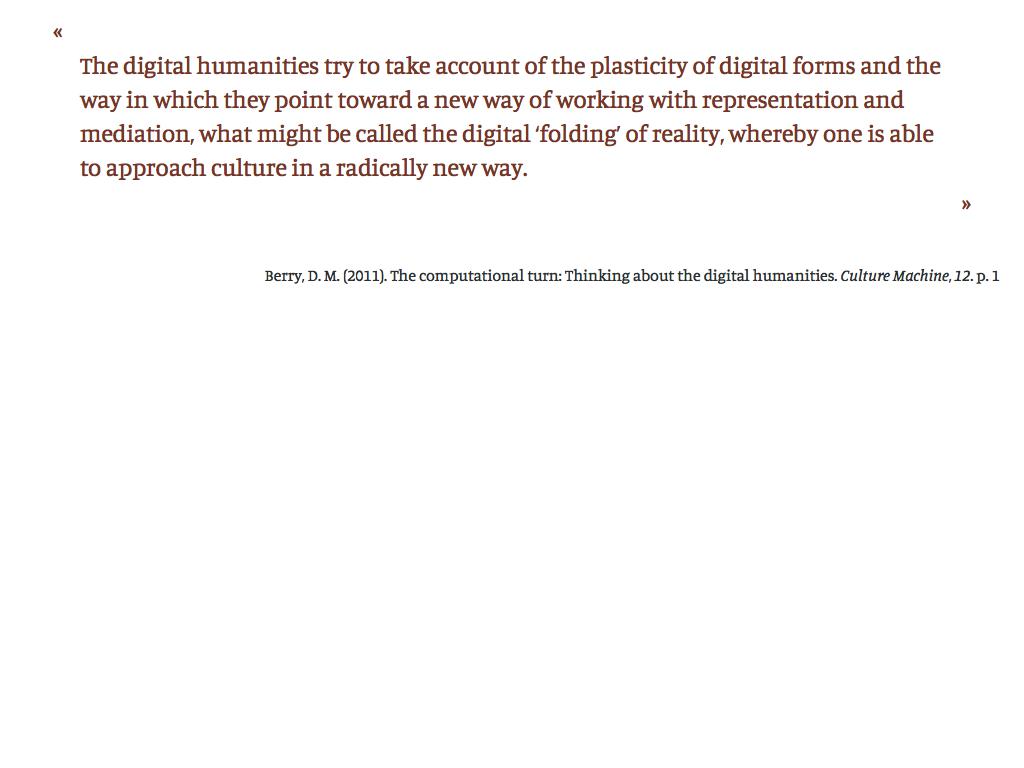 «
The digital humanities try to take account of the plasticity of digital forms and the
way in which they point toward a new way of working with representation and
mediation, what might be called the digital ‘folding’ of reality, whereby one is able
to approach culture in a radically new way.
»
Berry, D. M. (2011). The computational turn: Thinking about the digital humanities. Culture Machine, 12. p. 1